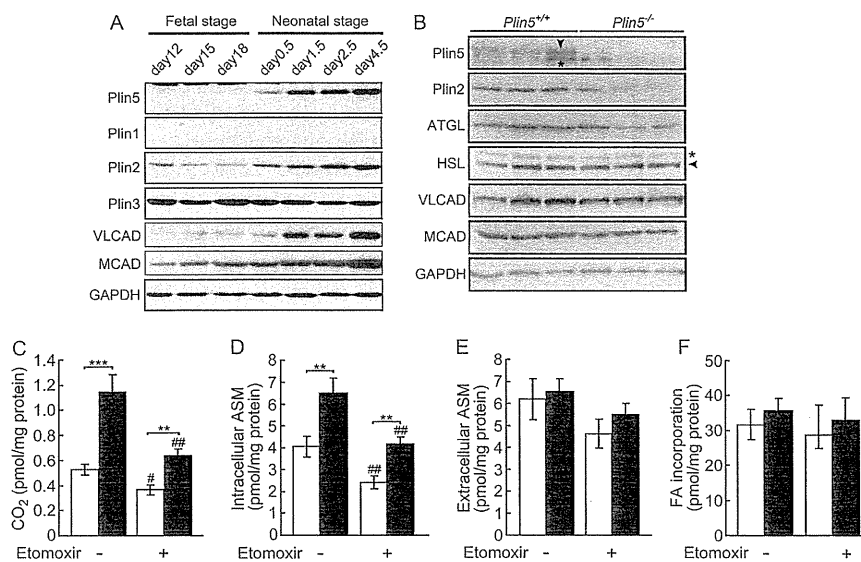 A
Fetal stage Neonatal stage
day12 day15 day18 day0.5 day1.5 day2.5 day4.5
Plin5
Plin1
Plin2
Plin3
VLCAD
MCAD
GAPDH
B
Plin5+/+ Plin5-/-
Plin5
*
Plin2
ATGL
*
HSL
VLCAD
MCAD
GAPDH
C
CO2 (pmol/mg protein)
1.4
1.2
1.0
0.8
0.6
0.4
0.2
0
***
**
#
##
Etomoxir - +
D
Intracellular ASM
(pmol/mg protein)
8
7
6
5
4
3
2
1
0
**
**
##
##
Etomoxir - +
E
Extracellular ASM
(pmol/mg protein)
8
7
6
5
4
3
2
1
0
Etomoxir - +
F
FA incorporation
(pmol/mg protein)
50
40
30
20
10
0
Etomoxir - +